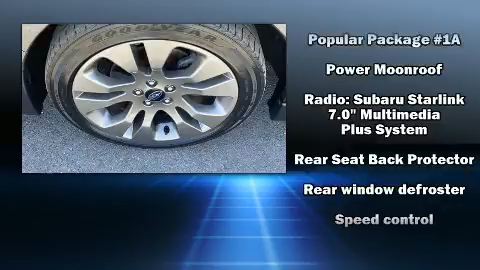 GOODYEAR
Popular Package #1A
Power Moonroof
Radio: Subaru Starlink
7.0" Multimedia
Plus System
Rear Seat Back Protector
Rear window defroster
Speed control